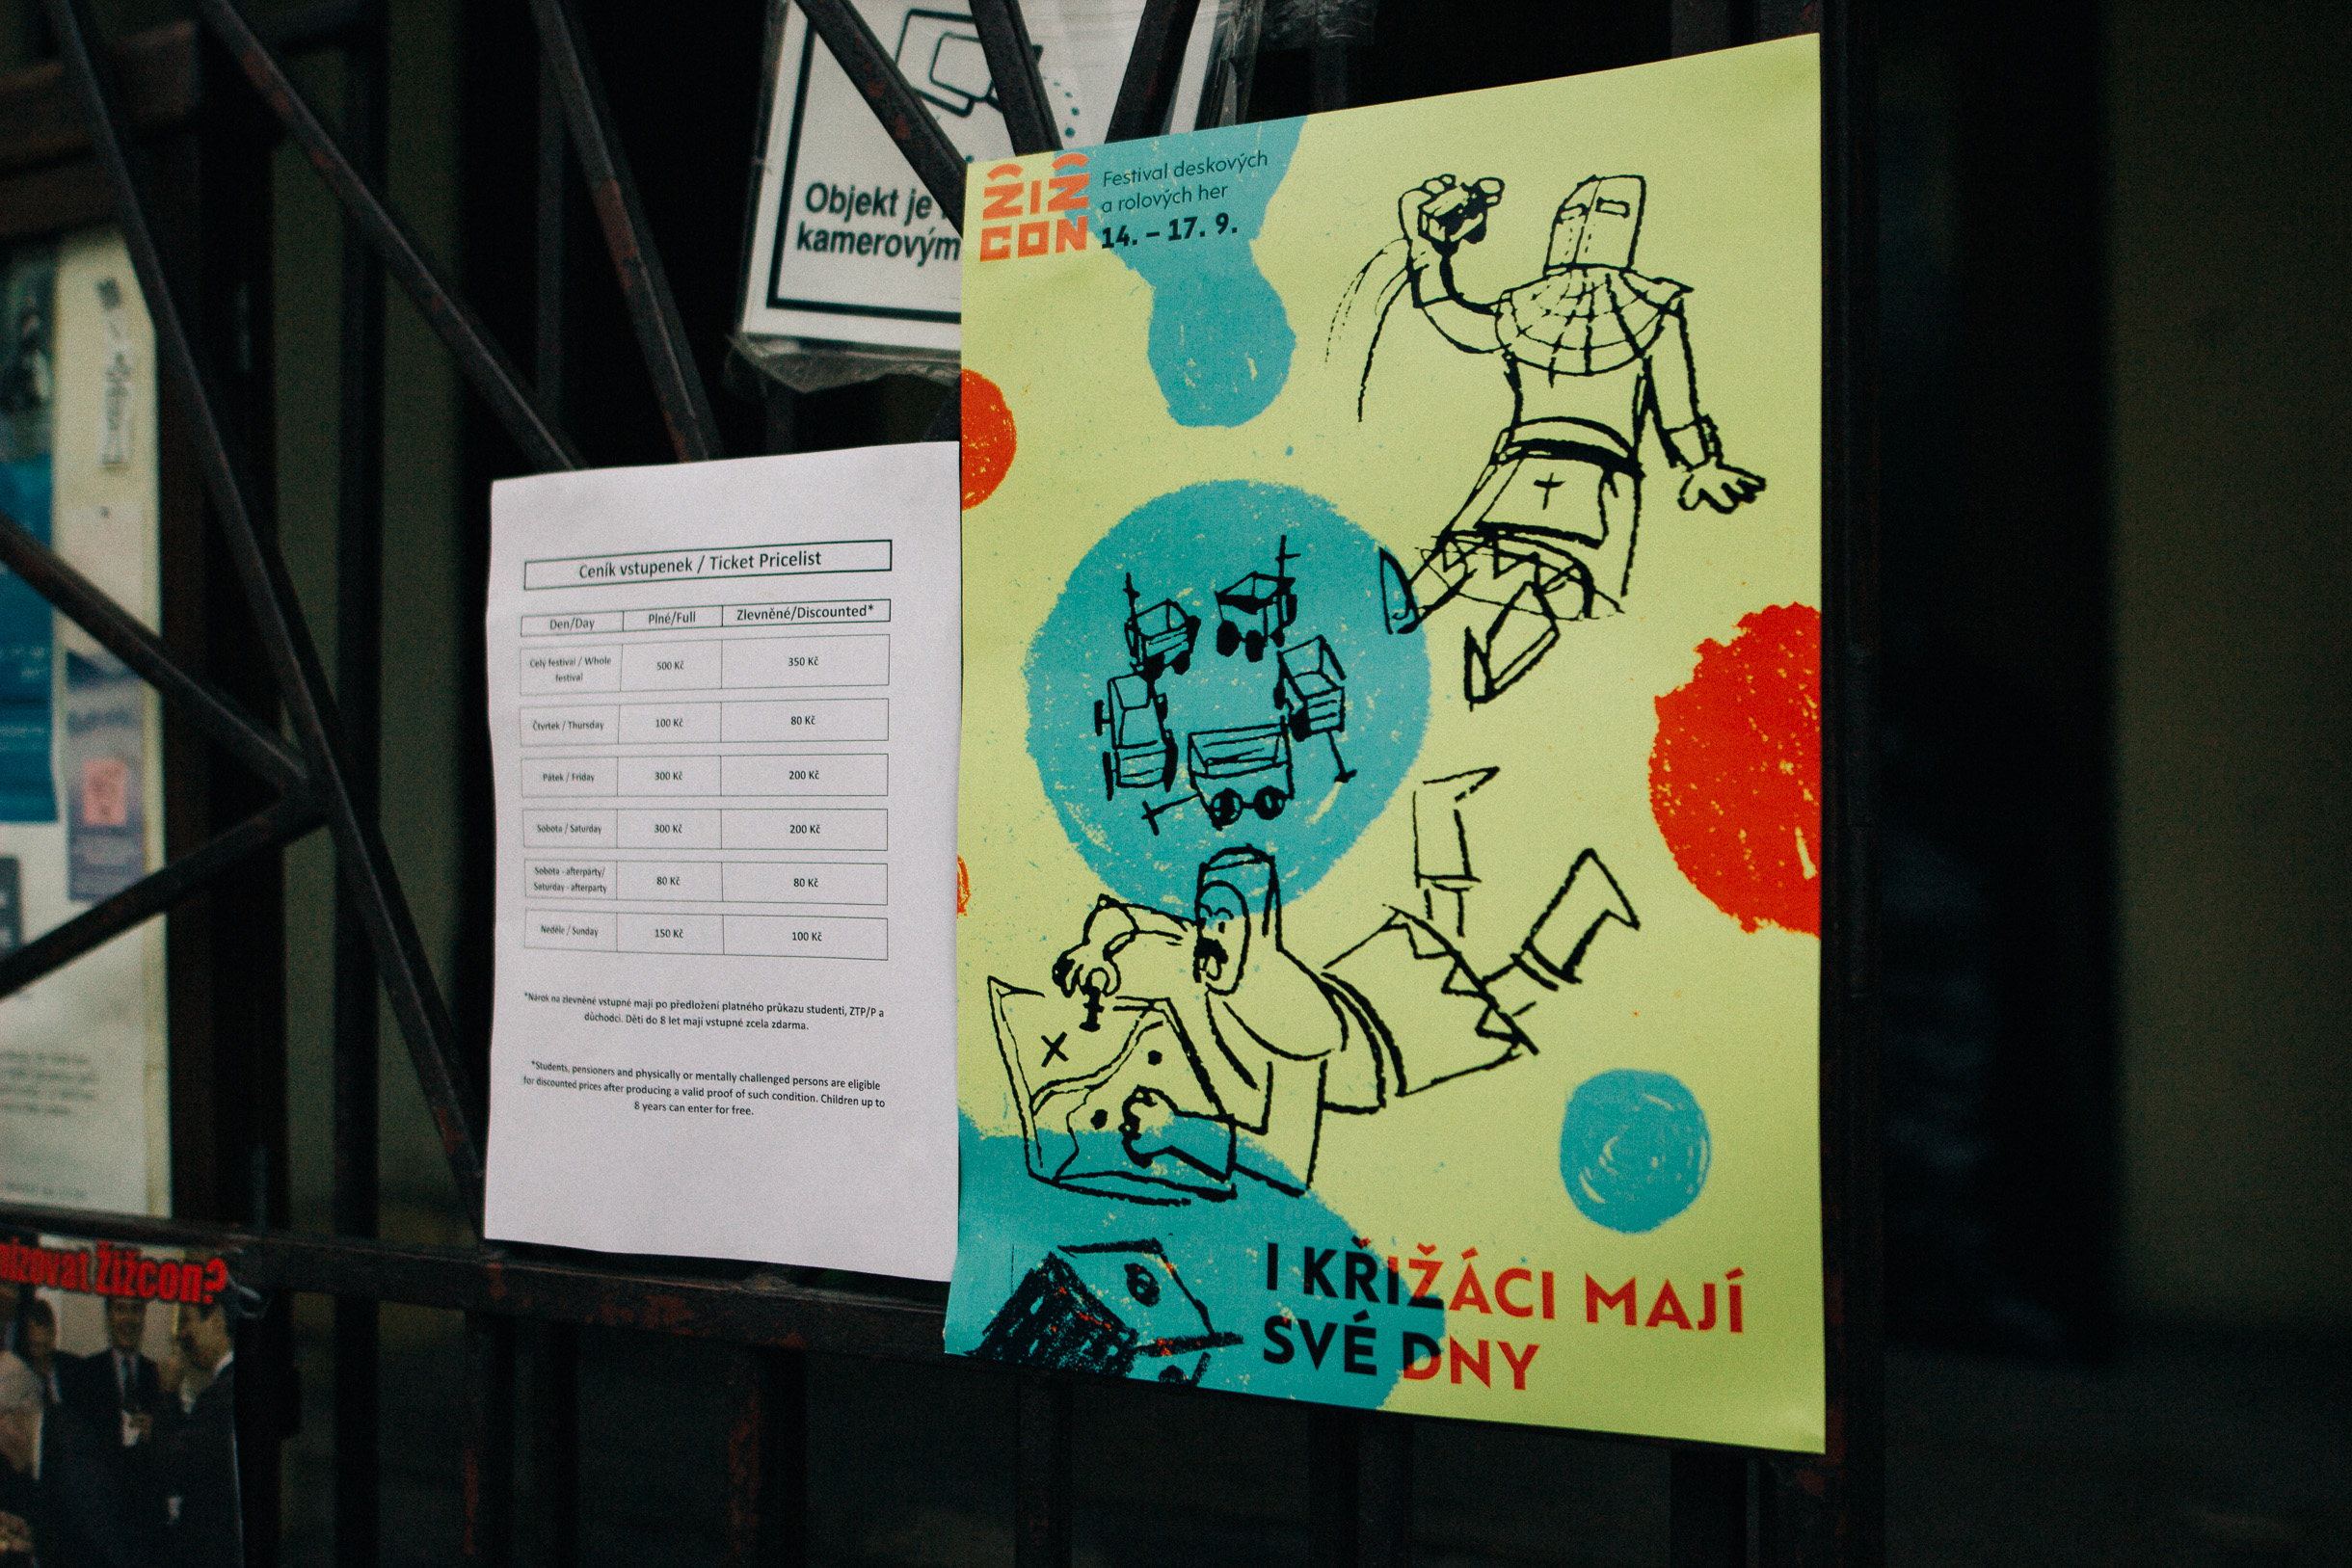 Objekt je
kamerovým
ŽIŽ
CON
Festival deskových
a rolových her
14. – 17. 9.
Ceník vstupenek / Ticket Pricelist
Den/Day Plné/Full Zlevněné/Discounted*
Celý festival / Whole
festival 500 Kč 350 Kč
Čtvrtek / Thursday 100 Kč 80 Kč
Pátek / Friday 300 Kč 200 Kč
Sobota / Saturday 300 Kč 200 Kč
Sobota - afterparty/
Saturday - afterparty 80 Kč 80 Kč
Neděle / Sunday 150 Kč 100 Kč
*Nárok na zlevněné vstupné mají po předložení platného průkazu studenti, ZTP/P a
důchodci. Děti do 8 let mají vstupné zcela zdarma.
*Students, pensioners and physically or mentally challenged persons are eligible
for discounted prices after producing a valid proof of such condition. Children up to
8 years can enter for free.
I KŘIŽÁCI MAJÍ
SVÉ DNY
Žižcon?